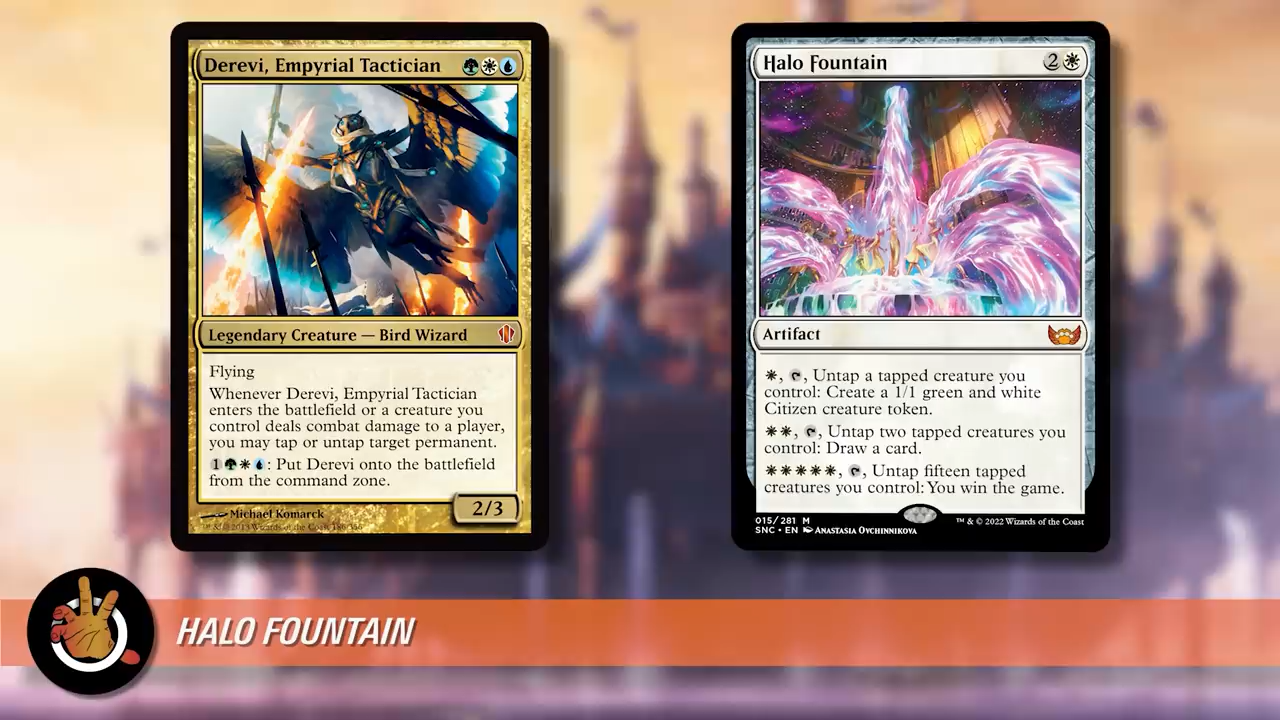 Derevi, Empyrial Tactician
Legendary Creature — Bird Wizard
Flying
Whenever Derevi, Empyrial Tactician
enters the battlefield or a creature you
control deals combat damage to a player,
you may tap or untap target permanent.
1 : Put Derevi onto the battlefield
from the command zone.
Michael Komarck
2/3
Halo Fountain
2
Artifact
, , Untap a tapped creature you
control: Create a 1/1 green and white
Citizen creature token.
, , Untap two tapped creatures you
control: Draw a card.
, , Untap fifteen tapped
creatures you control: You win the game.
015/281 M
SNC • EN ANASTASIA OVCHINNIKOVA
™ & © 2022 Wizards of the Coast
HALO FOUNTAIN